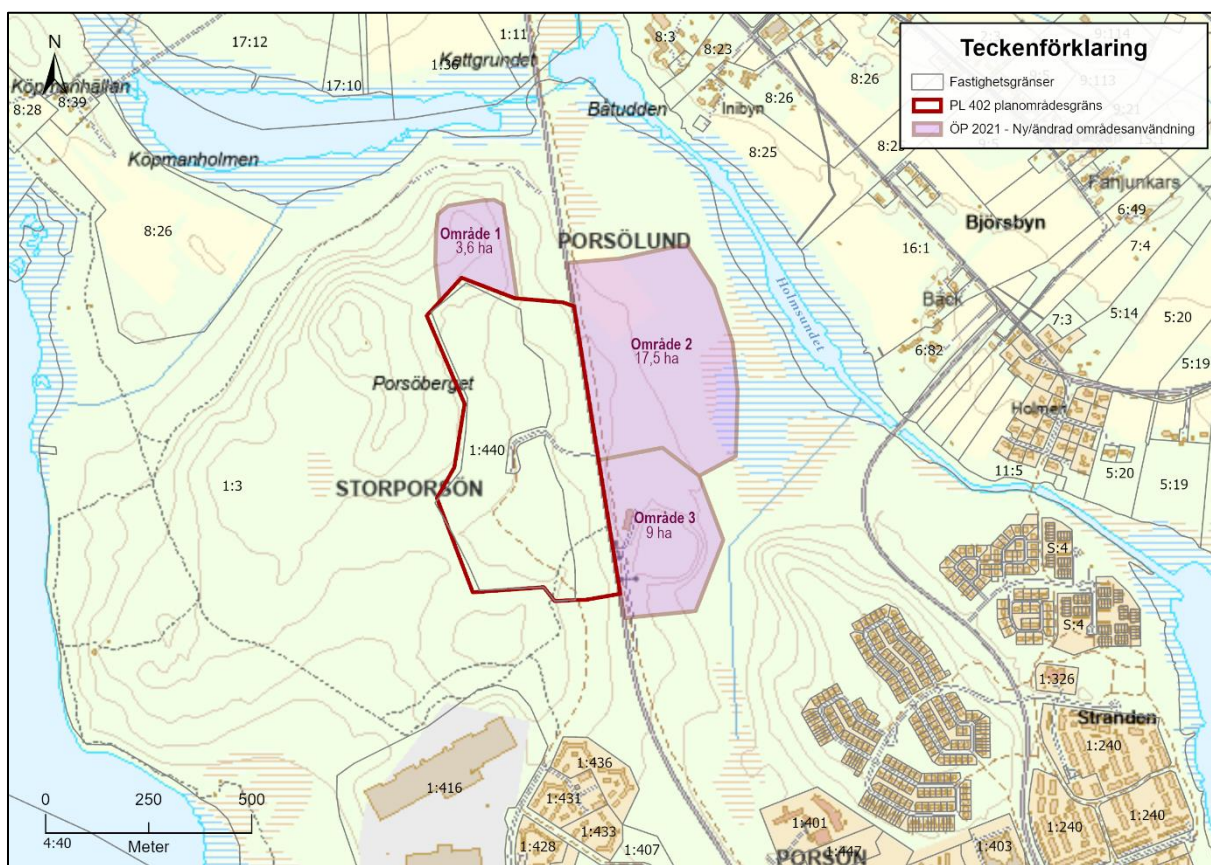 Teckenförklaring
Fastighetsgränser
PL 402 planområdesgräns
ÖP 2021 - Ny/ändrad områdesanvändning
N
17:12
1:11
Kattgrundet
1:36
17:10
8:3
8:23
8:26
Köpmanhällan
8:39
8:28
Båtudden
Inibyn
8:26
Köpmanholmen
8:25
Fanjunkars
6:49
8:26
Björsbyn
16:1
7:4
Område 1
3,6 ha
PORSÖLUND
Holmsundet
Bäck
7:3
5:14
5:20
Område 2
17,5 ha
6:82
5:19
Porsöberget
Holmen
1:440
5:20
11:5
5:19
1:3
STORPORSÖN
Område 3
9 ha
S:4
S:4
1:326
Stranden
1:240
1:436
1:416
1:431
1:433
1:401
1:240
1:240
0
250
500
4:40
Meter
1:428
1:407
1:447
1:403
PORSÖN